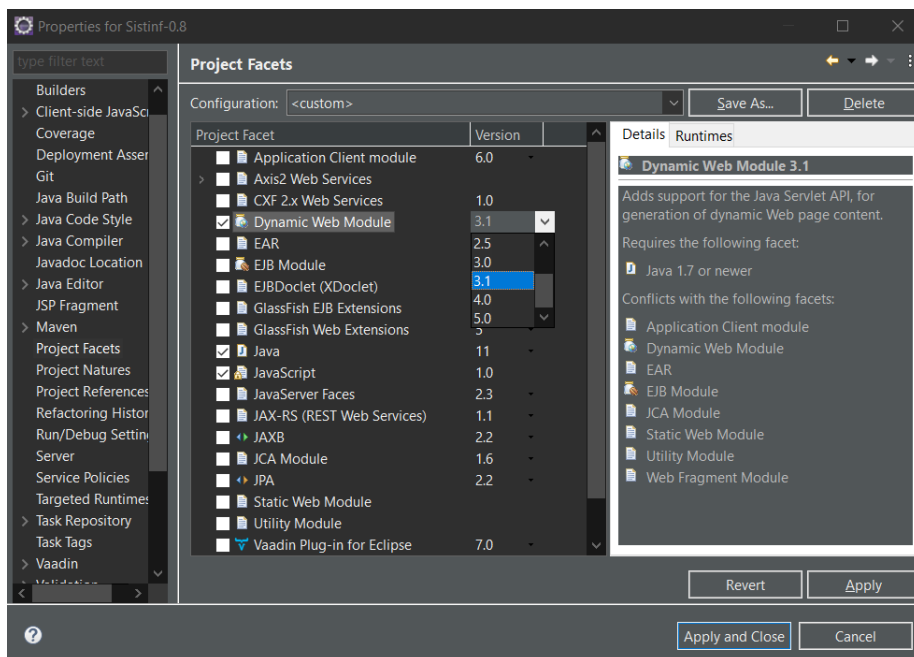 Properties for Sistinf-0.8
type filter text
Builders
Client-side JavaSc
Coverage
Deployment Asser
Git
Java Build Path
Java Code Style
Java Compiler
Javadoc Location
Java Editor
JSP Fragment
Maven
Project Facets
Project Natures
Project References
Refactoring Histor
Run/Debug Settin
Server
Service Policies
Targeted Runtimes
Task Repository
Task Tags
Vaadin
Validation
Project Facets
Configuration: <custom> Save As... Delete
Project Facet Version
Application Client module 6.0
Axis2 Web Services
CXF 2.x Web Services 1.0
Dynamic Web Module 3.1
EAR
EJB Module
EJBDoclet (XDoclet)
GlassFish EJB Extensions
GlassFish Web Extensions 5
Java 11
JavaScript 1.0
JavaServer Faces 2.3
JAX-RS (REST Web Services) 1.1
JAXB 2.2
JCA Module 1.6
JPA 2.2
Static Web Module
Utility Module
Vaadin Plug-in for Eclipse 7.0
2.5
3.0
3.1
4.0
5.0
Details Runtimes
Dynamic Web Module 3.1
Adds support for the Java Servlet API, for
generation of dynamic Web page content.
Requires the following facet:
Java 1.7 or newer
Conflicts with the following facets:
Application Client module
Dynamic Web Module
EAR
EJB Module
JCA Module
Static Web Module
Utility Module
Web Fragment Module
Revert Apply
Apply and Close Cancel